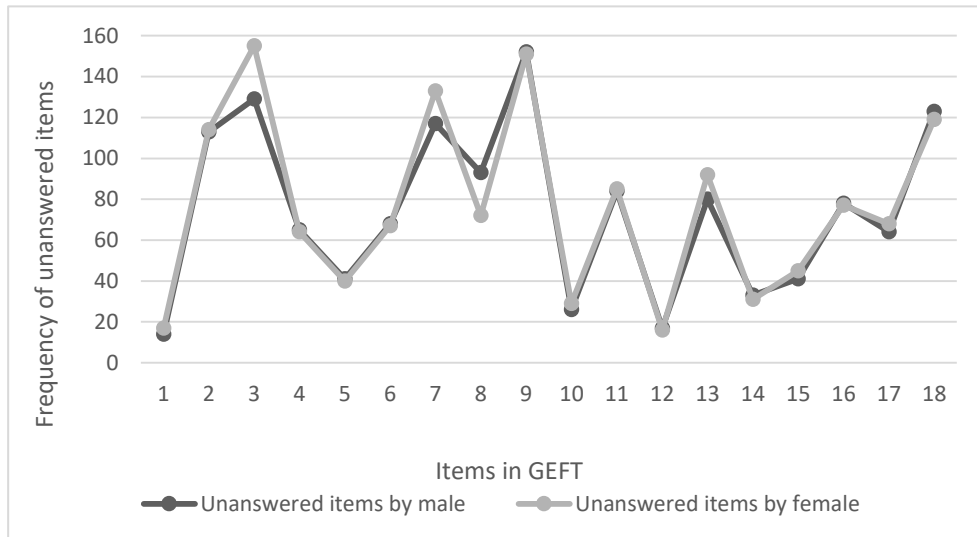 Frequency of unanswered items
160
140
120
100
80
60
40
20
0
1 2 3 4 5 6 7 8 9 10 11 12 13 14 15 16 17 18
Items in GEFT
Unanswered items by male Unanswered items by female